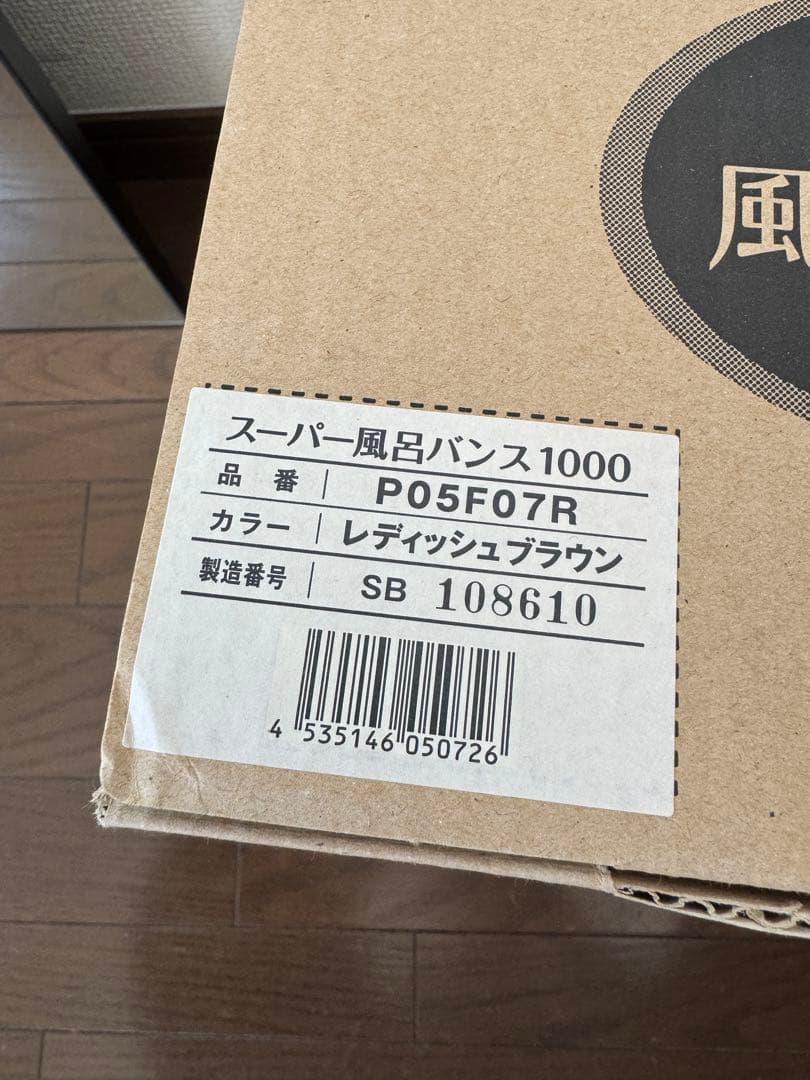 風
スーパー風呂バンス1000
品番 P05F07R
カラー レディッシュブラウン
製造番号 SB 108610
4 535146 050726